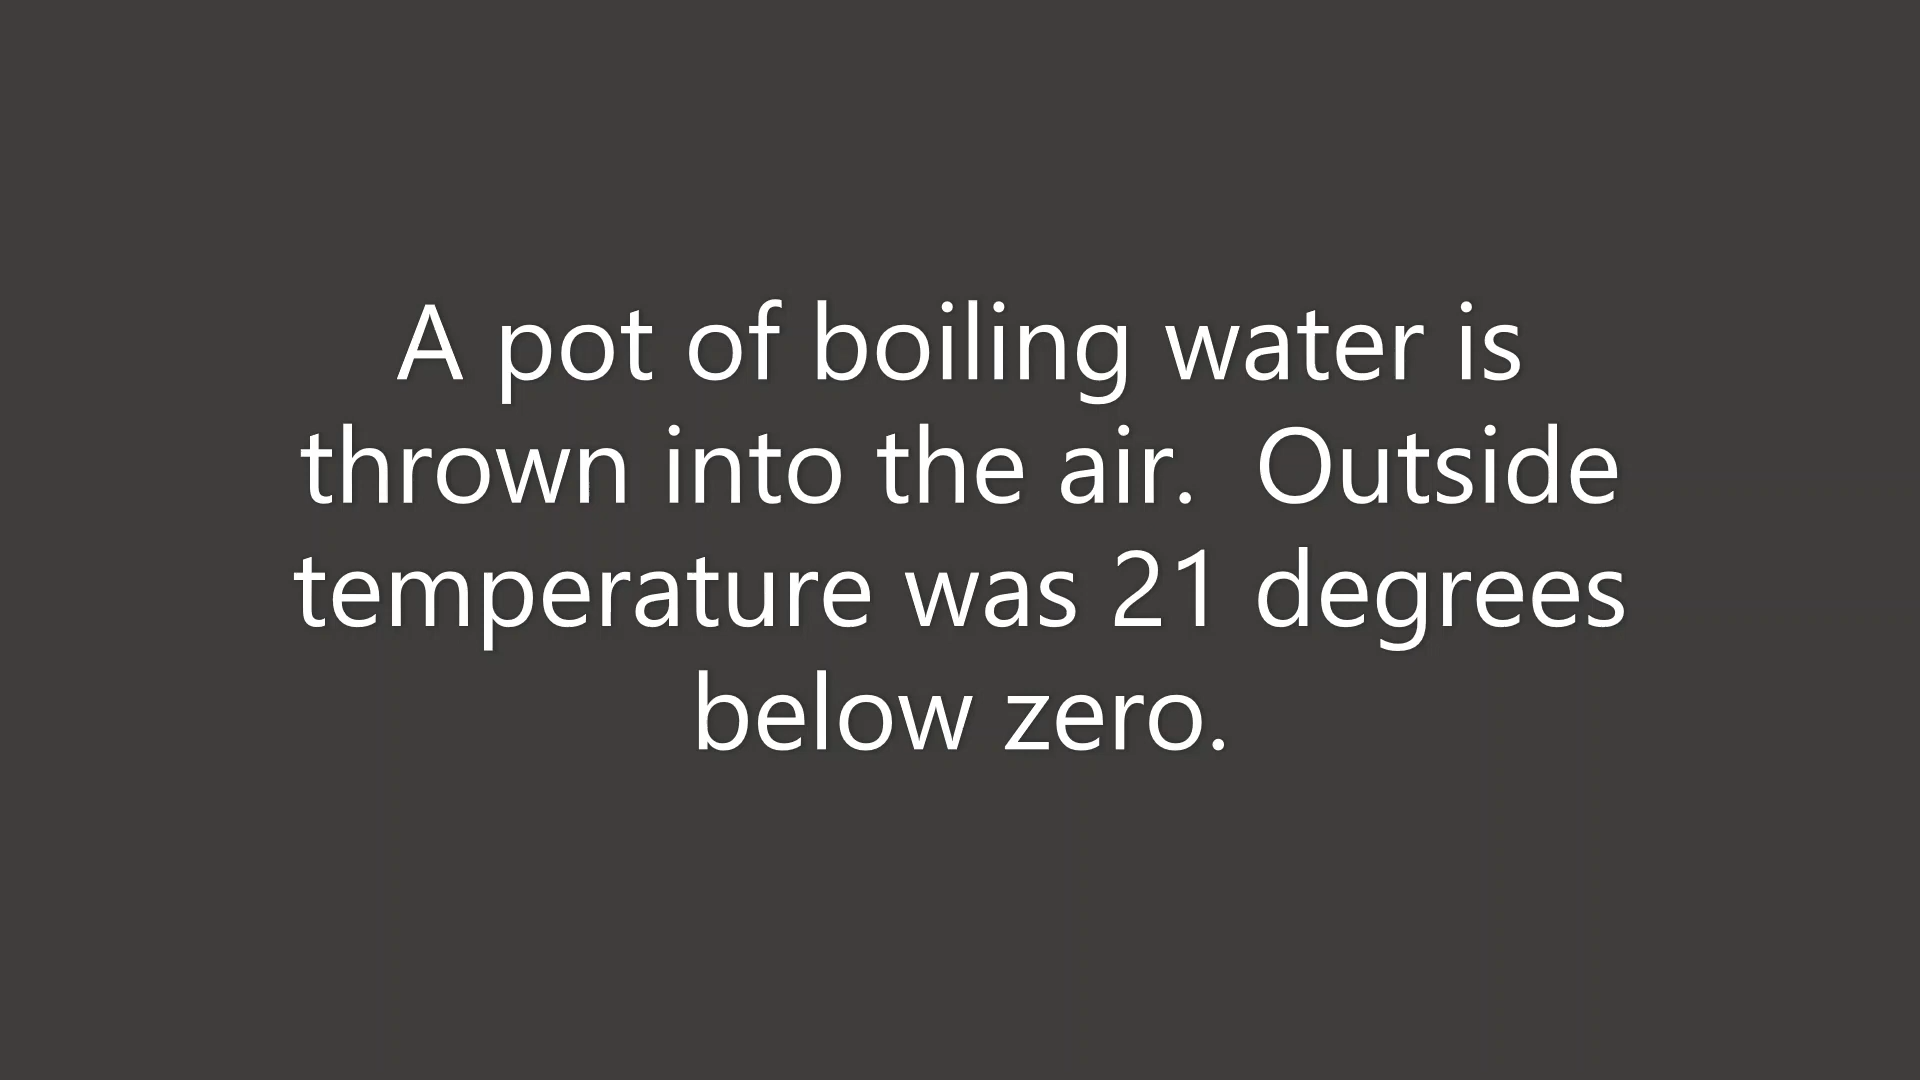 A pot of boiling water is
thrown into the air.  Outside
temperature was 21 degrees
below zero.